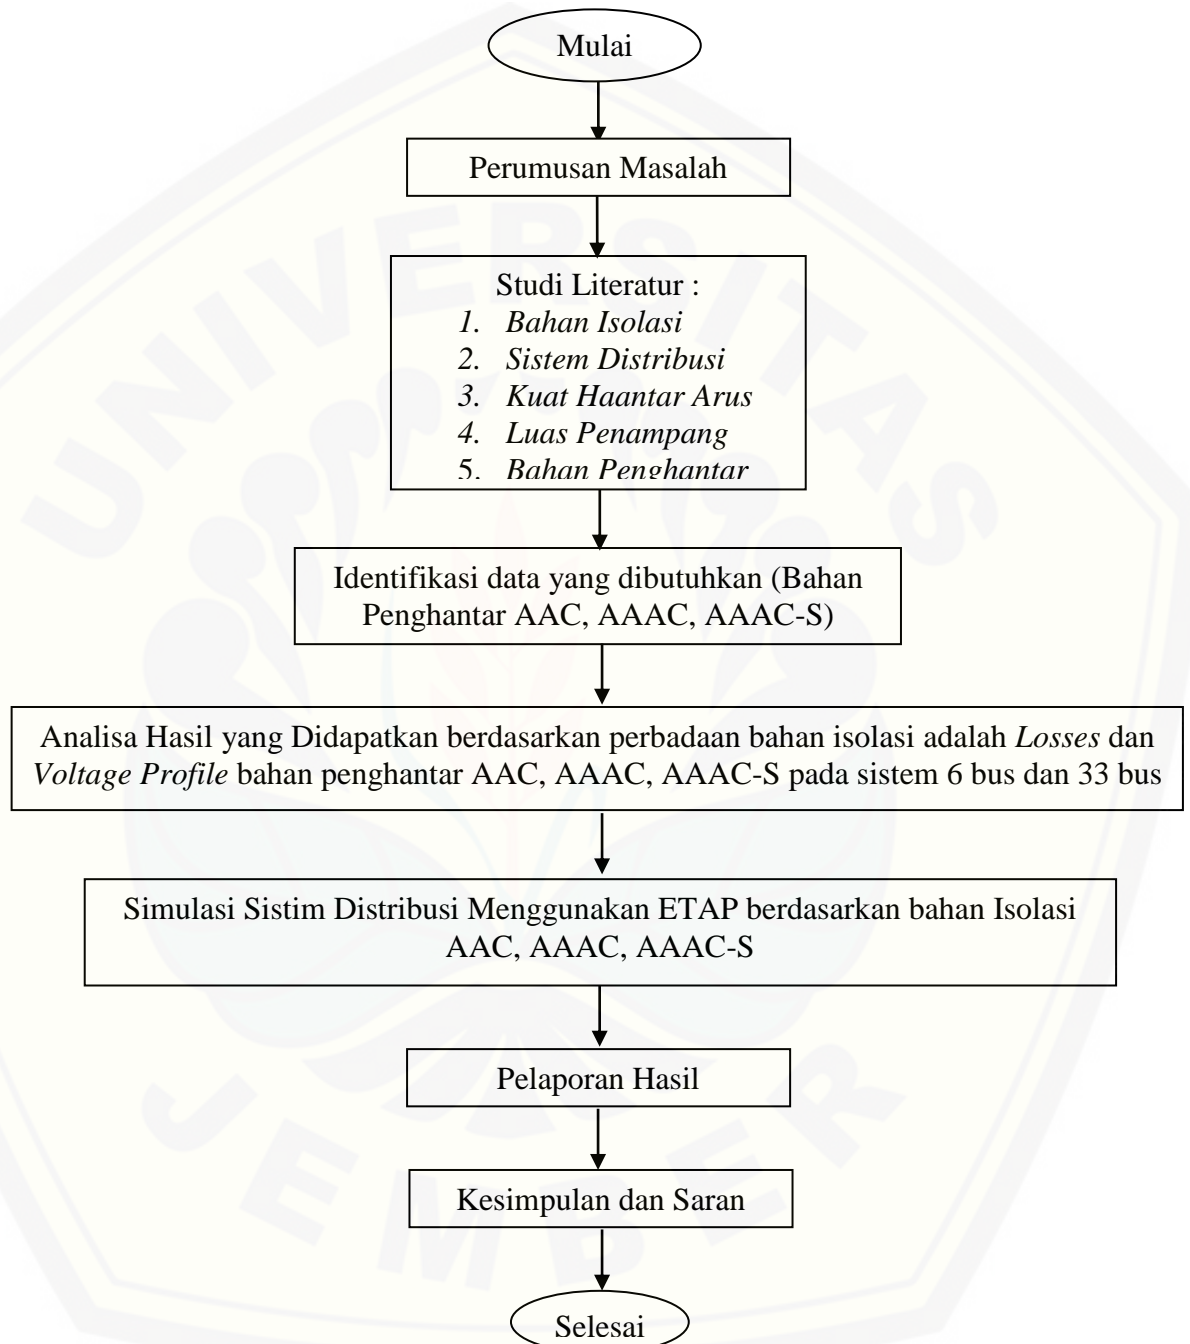 Mulai
Perumusan Masalah
Studi Literatur :
1. Bahan Isolasi
2. Sistem Distribusi
3. Kuat Haantar Arus
4. Luas Penampang
5. Bahan Penghantar
Identifikasi data yang dibutuhkan (Bahan
Penghantar AAC, AAAC, AAAC-S)
Analisa Hasil yang Didapatkan berdasarkan perbadaan bahan isolasi adalah Losses dan
Voltage Profile bahan penghantar AAC, AAAC, AAAC-S pada sistem 6 bus dan 33 bus
Simulasi Sistim Distribusi Menggunakan ETAP berdasarkan bahan Isolasi
AAC, AAAC, AAAC-S
Pelaporan Hasil
Kesimpulan dan Saran
Selesai
UNIVERSITAS
JEMBER